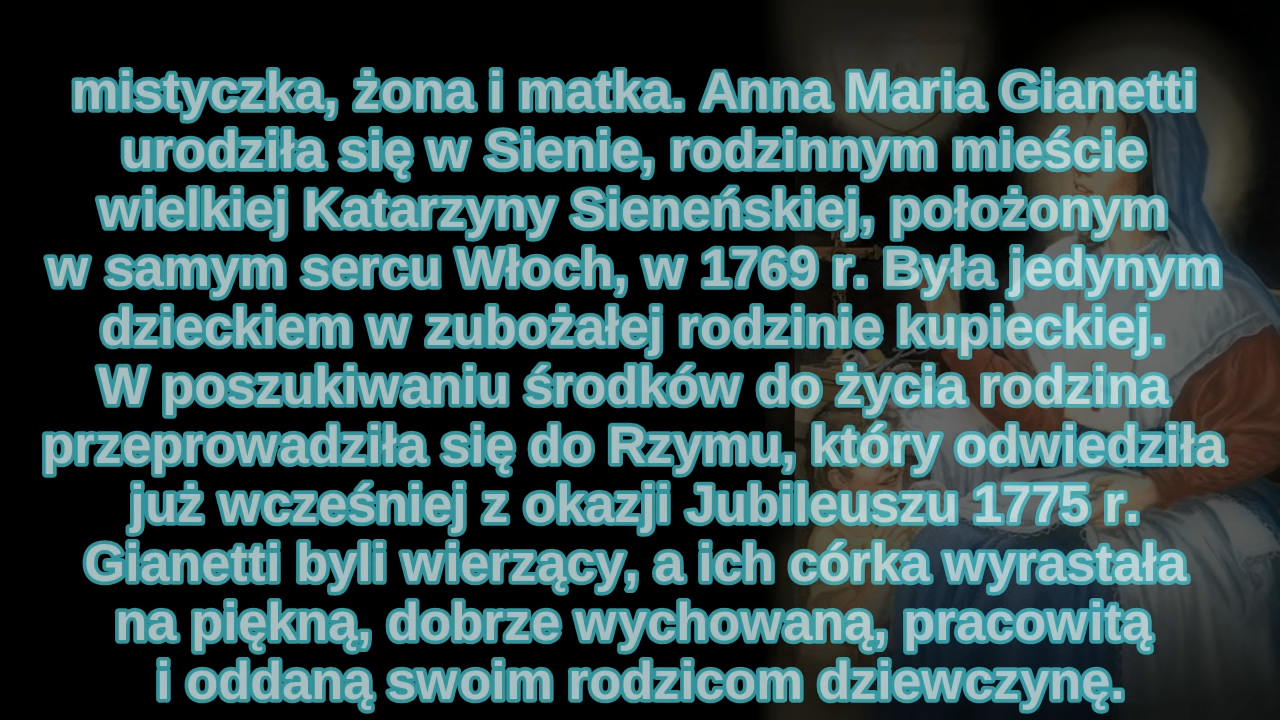 mistyczka, żona i matka. Anna Maria Gianetti
urodziła się w Sienie, rodzinnym mieście
wielkiej Katarzyny Sieneńskiej, położonym
w samym sercu Włoch, w 1769 r. Była jedynym
dzieckiem w zubożałej rodzinie kupieckiej.
W poszukiwaniu środków do życia rodzina
przeprowadziła się do Rzymu, który odwiedziła
już wcześniej z okazji Jubileuszu 1775 r.
Gianetti byli wierzący, a ich córka wyrastała
na piękną, dobrze wychowaną, pracowitą
i oddaną swoim rodzicom dziewczynę.